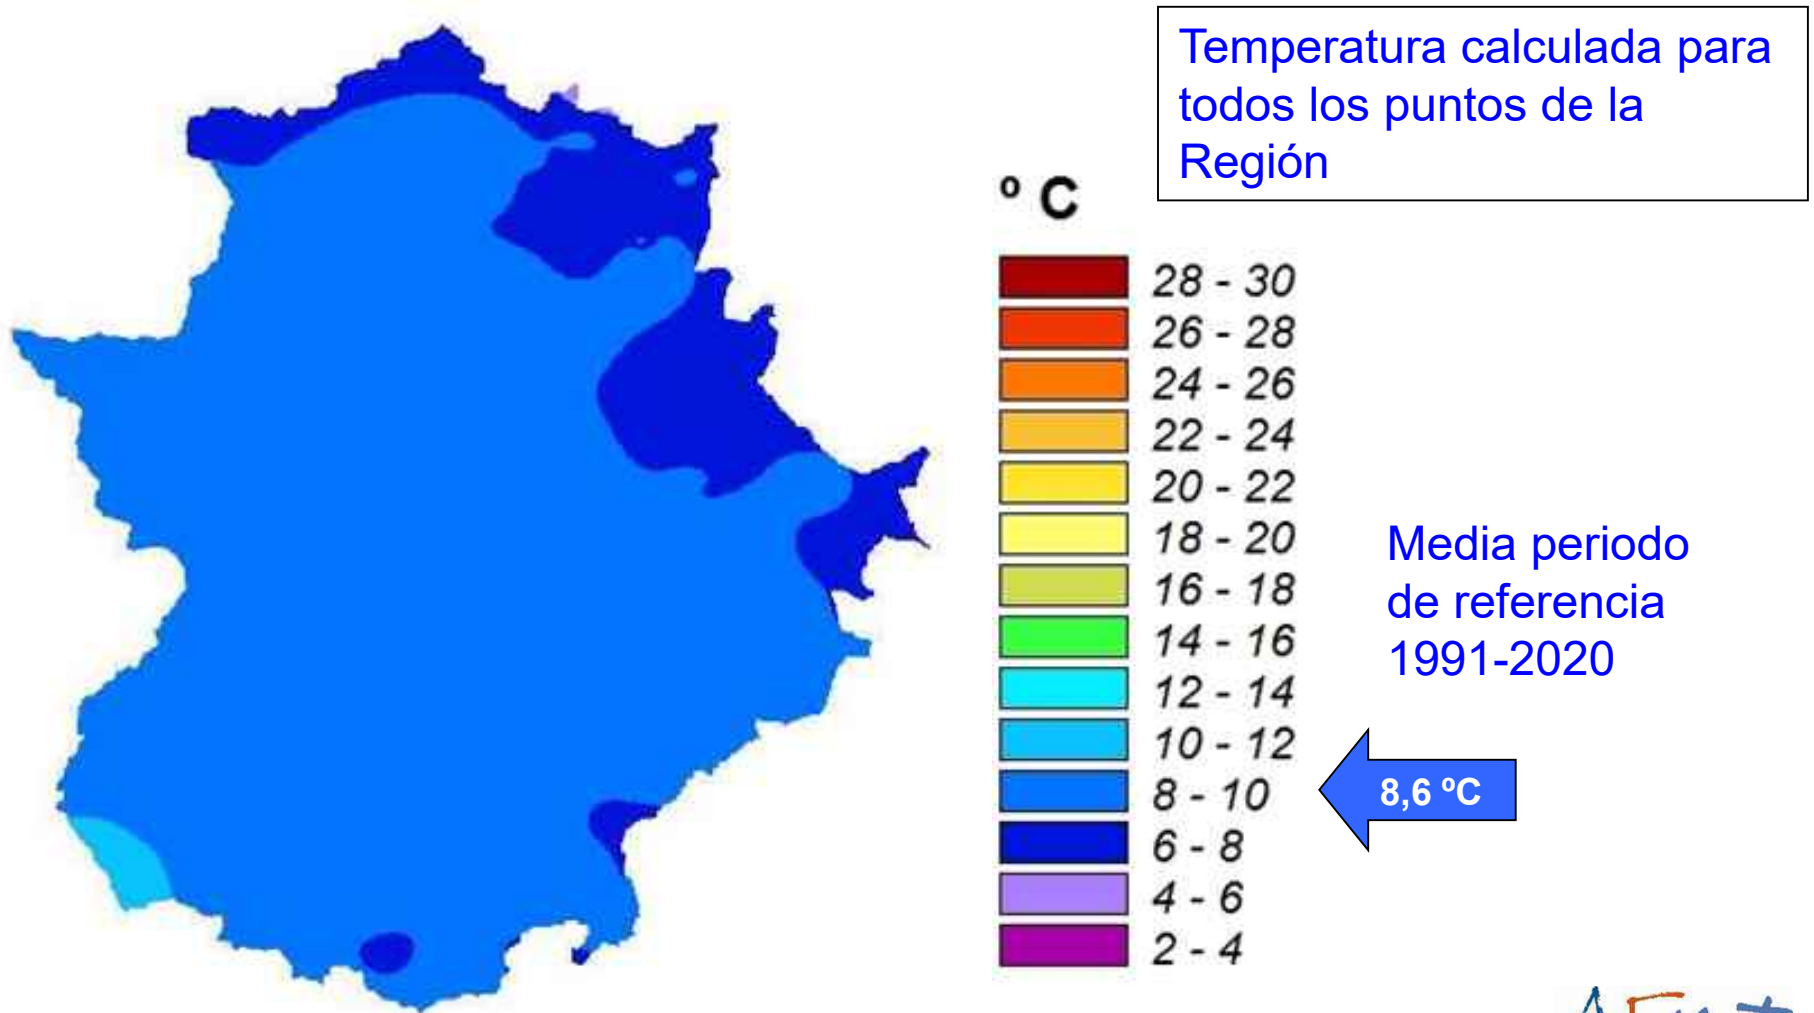 Temperatura calculada para
todos los puntos de la
Región
º C
28 - 30
26 - 28
24 - 26
22 - 24
20 - 22
18 - 20
16 - 18
14 - 16
12 - 14
10 - 12
8 - 10
6 - 8
4 - 6
2 - 4
Media periodo
de referencia
1991-2020
8,6 ºC